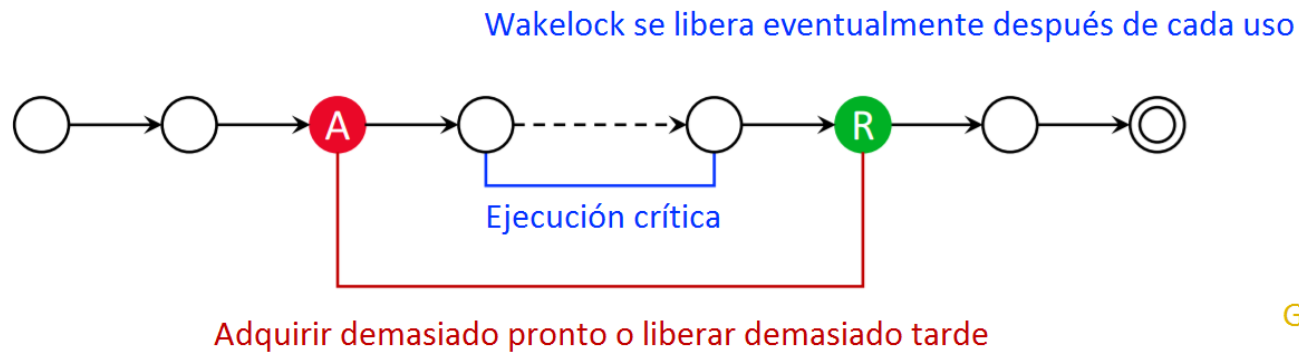 Wakelock se libera eventualmente después de cada uso
A
R
Ejecución crítica
Adquirir demasiado pronto o liberar demasiado tarde
G